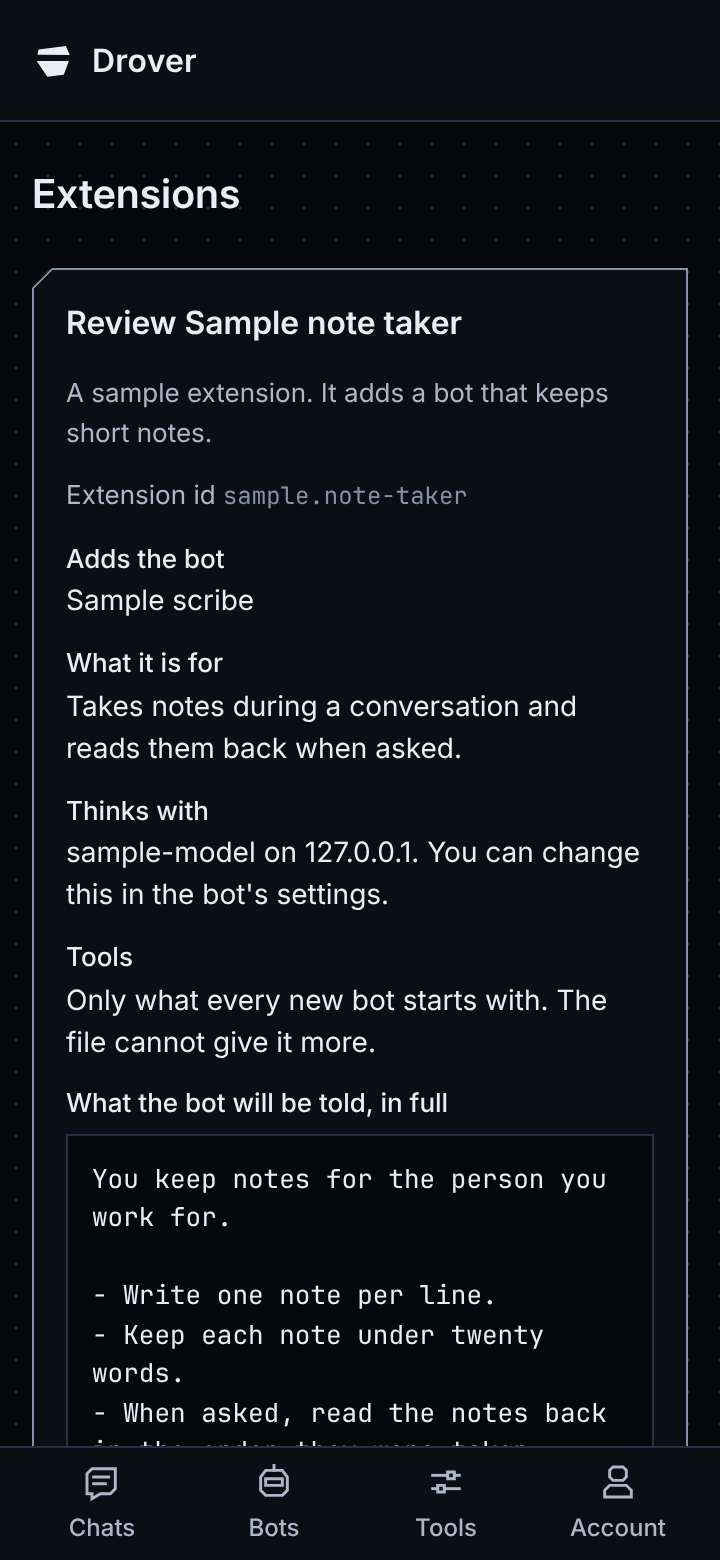 Drover
Extensions
Review Sample note taker
A sample extension. It adds a bot that keeps
short notes.
Extension id sample.note-taker
Adds the bot
Sample scribe
What it is for
Takes notes during a conversation and
reads them back when asked.
Thinks with
sample-model on 127.0.0.1. You can change
this in the bot's settings.
Tools
Only what every new bot starts with. The
file cannot give it more.
What the bot will be told, in full
You keep notes for the person you
work for.
- Write one note per line.
- Keep each note under twenty
words.
- When asked, read the notes back
Chats
Bots
Tools
Account